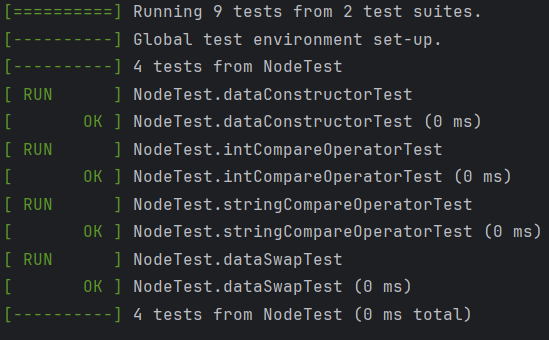 [==========] Running 9 tests from 2 test suites.
[----------] Global test environment set-up.
[----------] 4 tests from NodeTest
[ RUN      ] NodeTest.dataConstructorTest
[       OK ] NodeTest.dataConstructorTest (0 ms)
[ RUN      ] NodeTest.intCompareOperatorTest
[       OK ] NodeTest.intCompareOperatorTest (0 ms)
[ RUN      ] NodeTest.stringCompareOperatorTest
[       OK ] NodeTest.stringCompareOperatorTest (0 ms)
[ RUN      ] NodeTest.dataSwapTest
[       OK ] NodeTest.dataSwapTest (0 ms)
[----------] 4 tests from NodeTest (0 ms total)